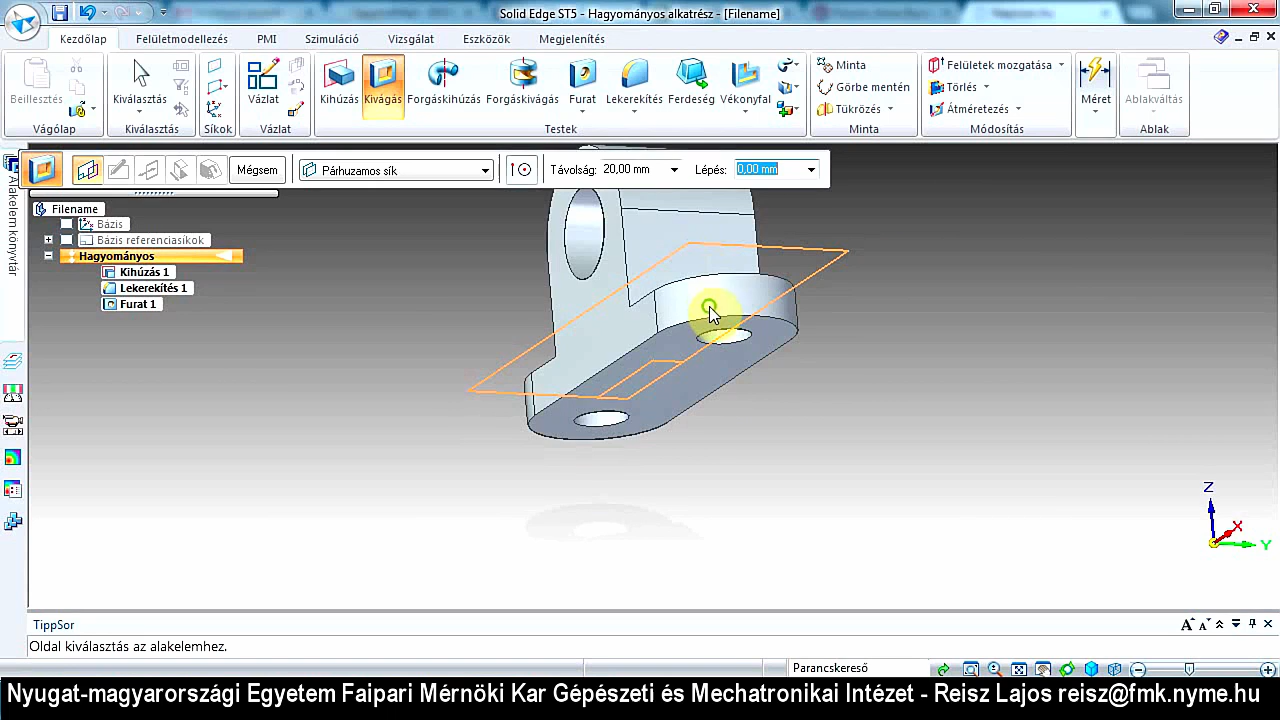 Solid Edge ST5 - Hagyományos alkatrész - [Filename]
Kezdőlap Felületmodellezés PMI Szimuláció Vizsgálat Eszközök Megjelenítés
Beillesztés Kiválasztás Vázlat Kihúzás Kivágás Forgáskihúzás Forgáskivágás Furat Lekerekítés Ferdeség Vékonyfal Minta Görbe mentén Tükrözés Felületek mozgatása Törlés Átméretezés Méret Ablakváltás
Vágólap Kiválasztás Síkok Vázlat Testek Minta Módosítás Ablak
Mégsem Párhuzamos sík Távolság: 20,00 mm Lépés: 0,00 mm
Alakelem könyvtár
Filename
Bázis
Bázis referenciasíkok
Hagyományos
Kihúzás 1
Lekerekítés 1
Furat 1
Z
X
Y
TippSor
Oldal kiválasztás az alakelemhez.
Parancskereső
Nyugat-magyarországi Egyetem Faipari Mérnöki Kar Gépészeti és Mechatronikai Intézet - Reisz Lajos reisz@fmk.nyme.hu